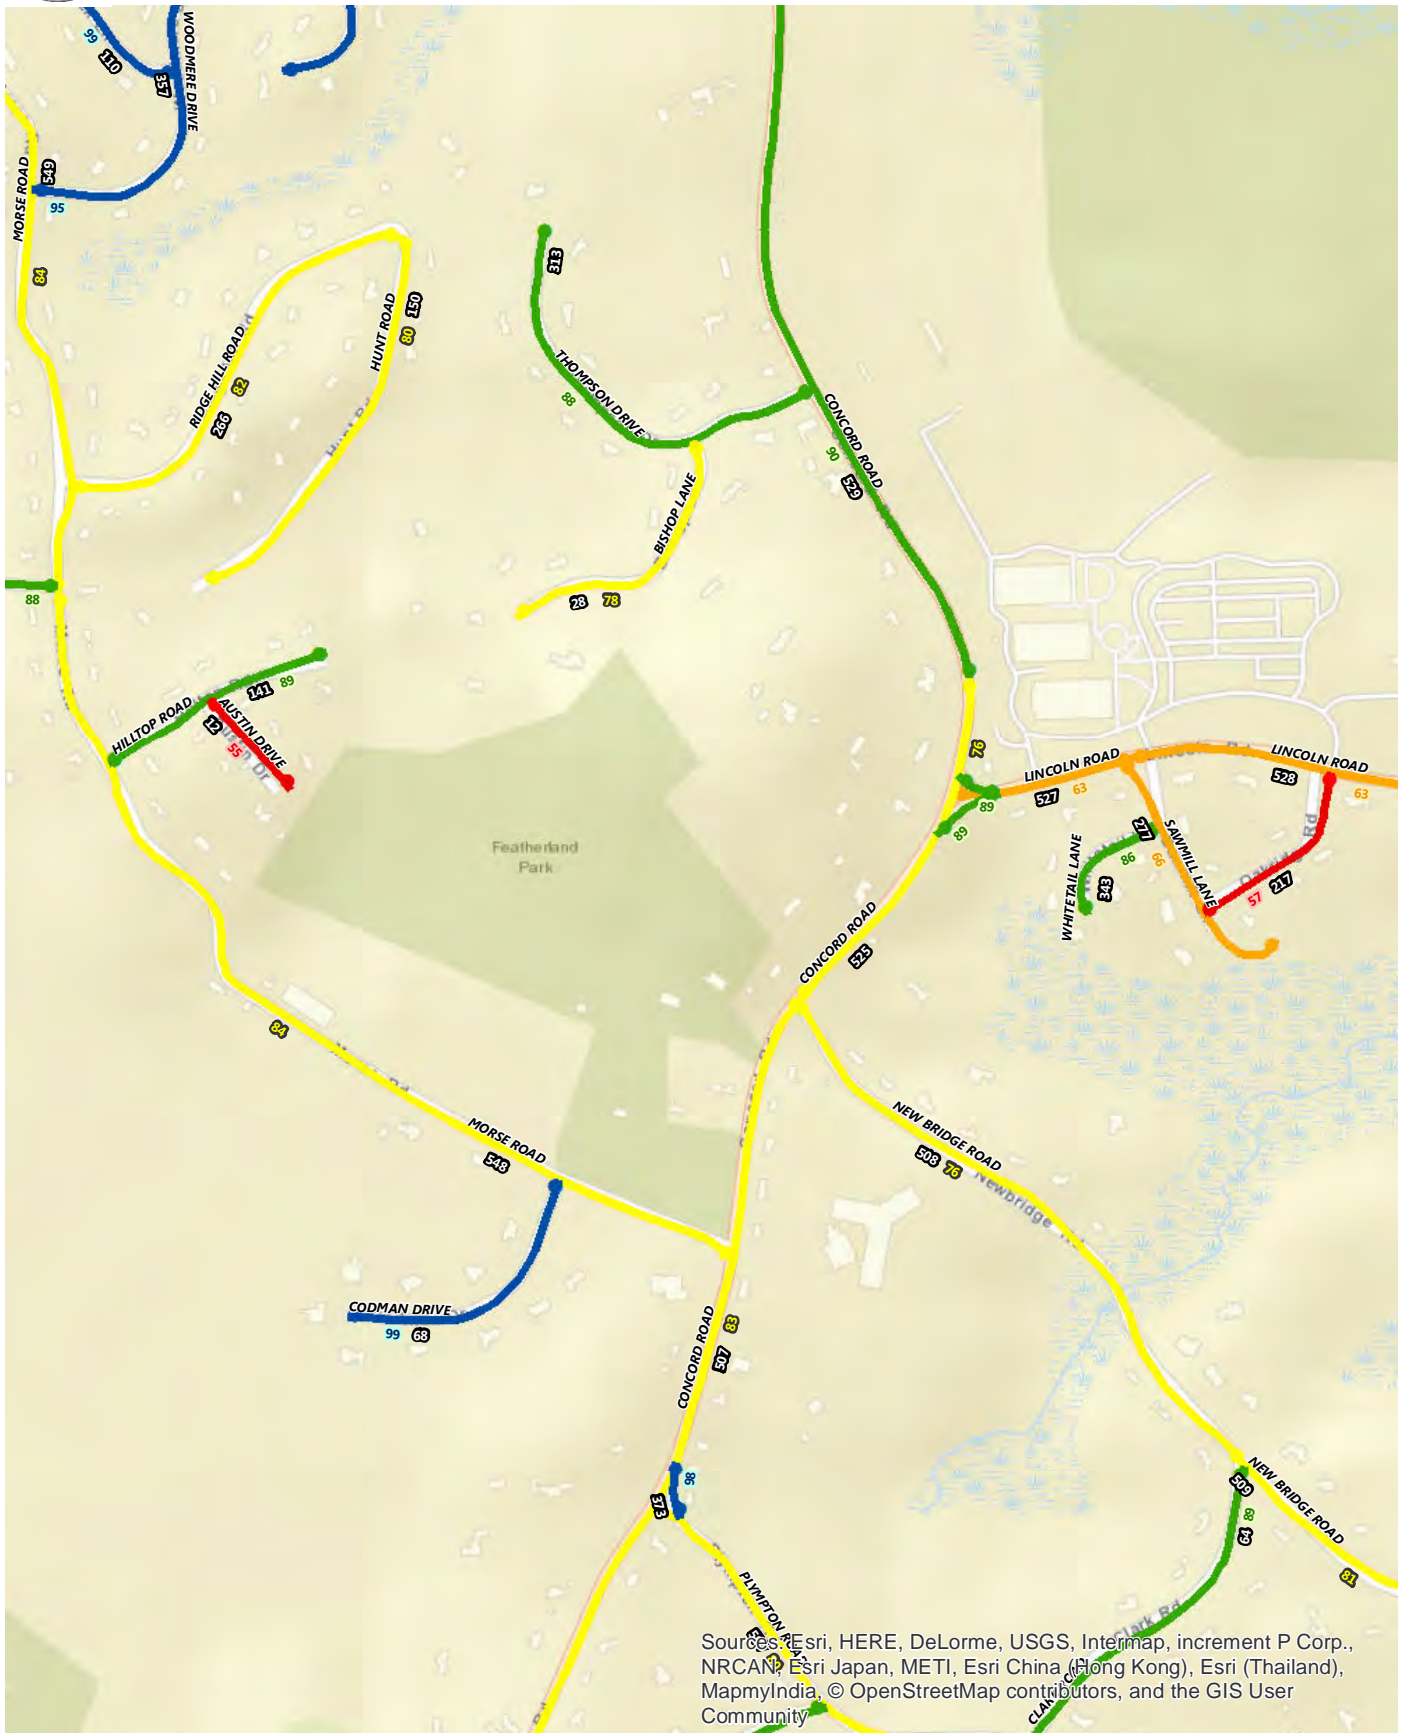 WOODMERE DRIVE
99
110
357
MORSE ROAD
549
95
84
313
HUNT ROAD
150
80
RIDGE HILL ROAD
82
266
THOMPSON DRIVE
88
CONCORD ROAD
90
529
BISHOP LANE
28
78
88
HILLTOP ROAD
141
89
AUSTIN DRIVE
12
55
76
LINCOLN ROAD
527
63
LINCOLN ROAD
528
63
89
89
Featherland
Park
WHITETAIL LANE
343
86
277
66
SAWMILL LANE
217
57
CONCORD ROAD
525
84
MORSE ROAD
548
NEW BRIDGE ROAD
508
76
Newbridge Rd
CODMAN DRIVE
99
68
CONCORD ROAD
83
507
98
373
NEW BRIDGE ROAD
509
89
64
81
PLYMPTON ROAD
Clark Rd
Sources: Esri, HERE, DeLorme, USGS, Intermap, increment P Corp.,
NRCAN, Esri Japan, METI, Esri China (Hong Kong), Esri (Thailand),
MapmyIndia, © OpenStreetMap contributors, and the GIS User
Community